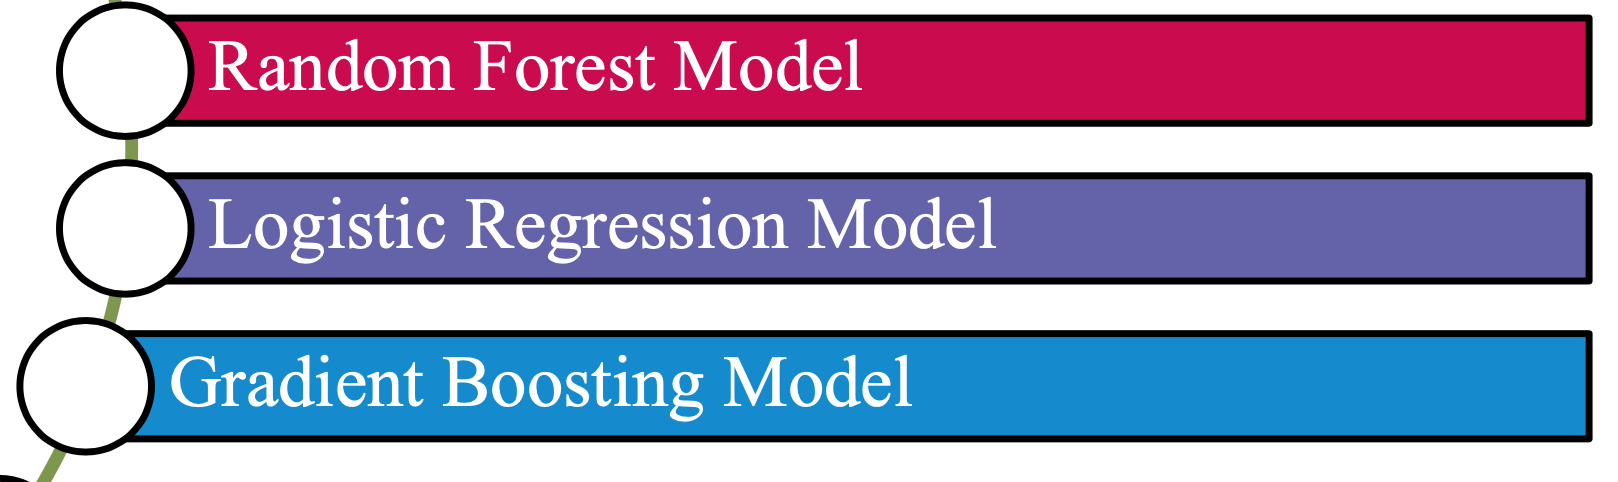 Random Forest Model
Logistic Regression Model
Gradient Boosting Model